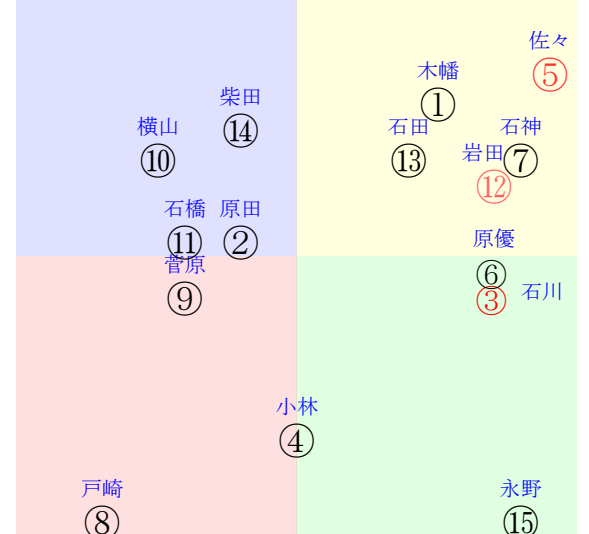 佐々
⑤
木幡
①
柴田
⑭
横山
⑩
石田
⑬
石神
⑦
岩田
⑫
石橋
⑪
原田
②
原優
⑥
菅原
⑨
③
石川
小林
④
戸崎
⑧
永野
⑮